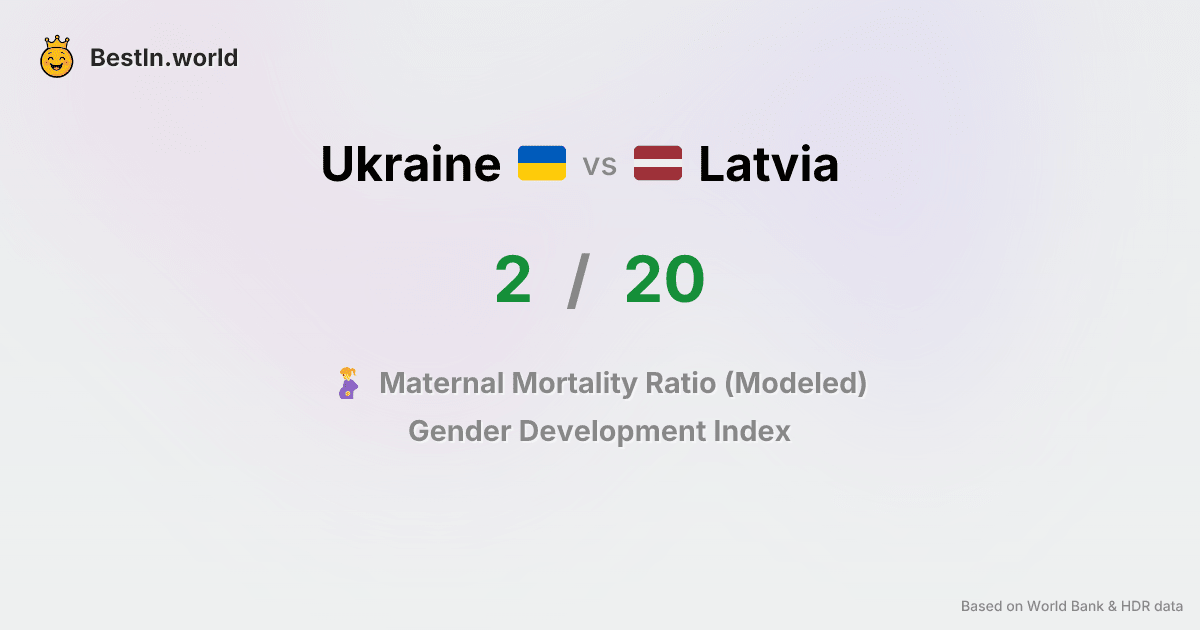 BestIn.world
Ukraine vs Latvia
2 / 20
Maternal Mortality Ratio (Modeled)
Gender Development Index
Based on World Bank & HDR data